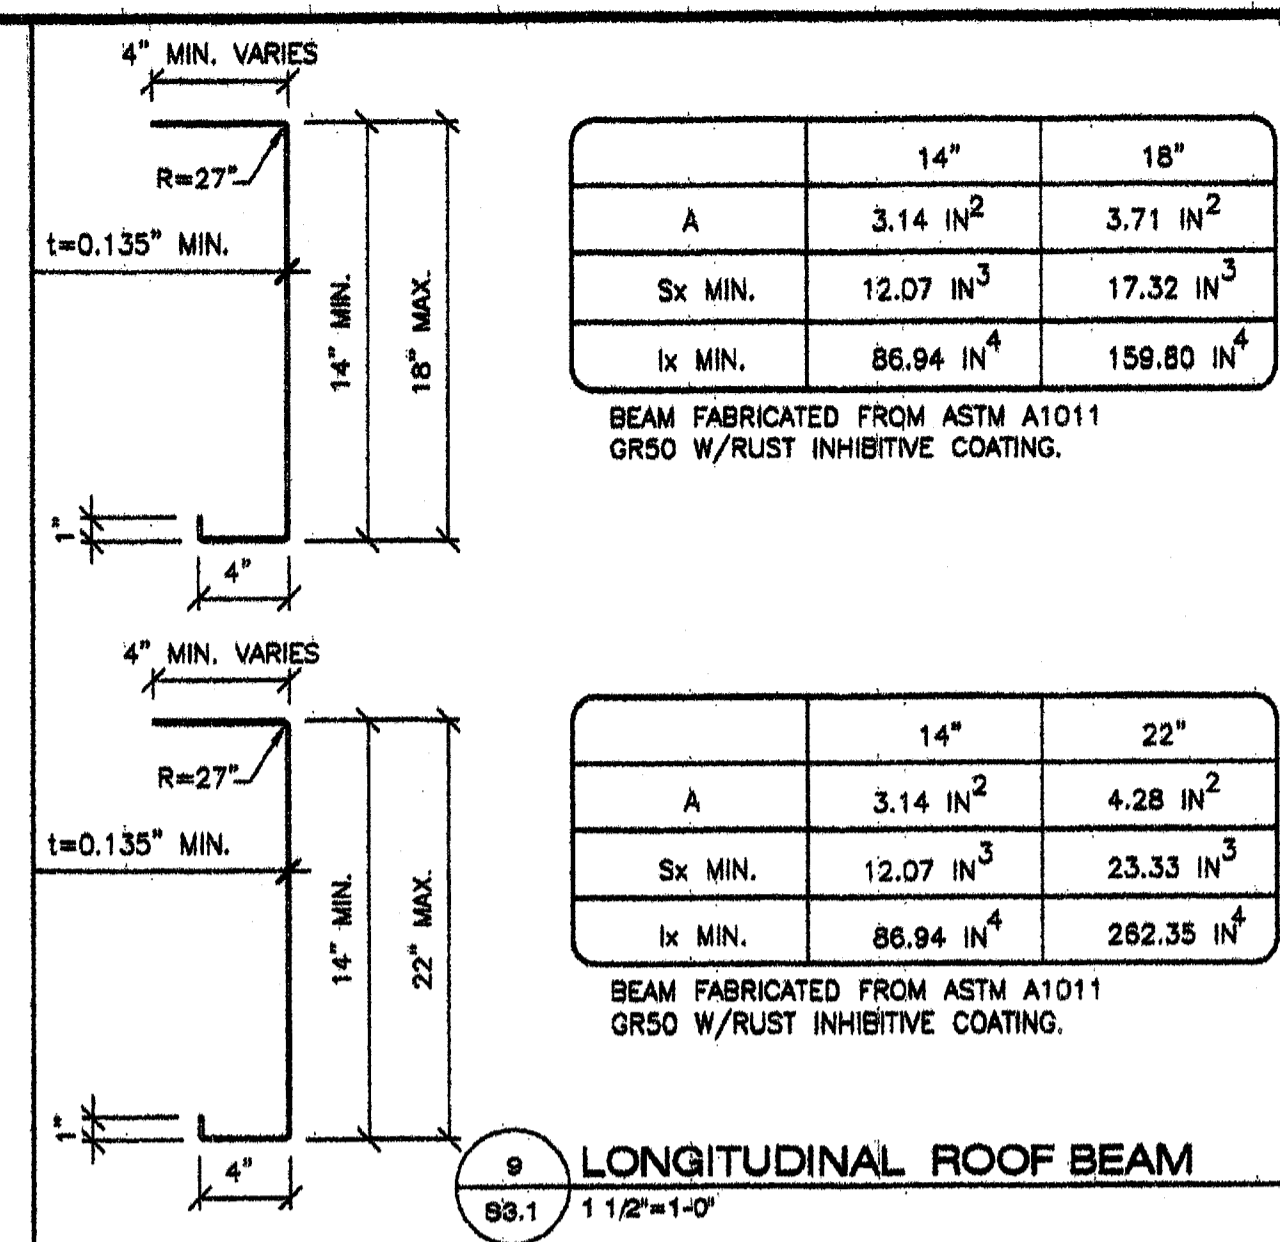 4" MIN. VARIES
R=27"
t=0.135" MIN.
14" MIN.
18" MAX.
1"
4"
14" 18"
A 3.14 IN² 3.71 IN²
Sx MIN. 12.07 IN³ 17.32 IN³
Ix MIN. 86.94 IN⁴ 159.80 IN⁴
BEAM FABRICATED FROM ASTM A1011
GR50 W/RUST INHIBITIVE COATING.
4" MIN. VARIES
R=27"
t=0.135" MIN.
14" MIN.
22" MAX.
1"
4"
14" 22"
A 3.14 IN² 4.28 IN²
Sx MIN. 12.07 IN³ 23.33 IN³
Ix MIN. 86.94 IN⁴ 262.35 IN⁴
BEAM FABRICATED FROM ASTM A1011
GR50 W/RUST INHIBITIVE COATING.
9 LONGITUDINAL ROOF BEAM
S3.1 1 1/2"=1-0"